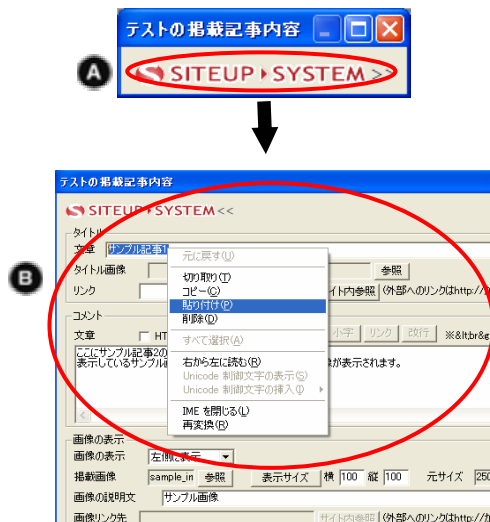 テストの掲載記事内容
A
SITEUP SYSTEM >>
テストの掲載記事内容
SITEUP SYSTEM <<
B
タイトル
文章 サンプル記事1
タイトル画像 参照
リンク イト内参照 (外部へのリンクはhttp://
コメント
文章 HT 小字 リンク 改行 ※&lt;br&g
ここにサンプル記事2の
表示しているサンプル画 が表示されます。
元に戻す(U)
切り取り(T)
コピー(C)
貼り付け(P)
削除(D)
すべて選択(A)
右から左に読む(R)
Unicode 制御文字の表示(S)
Unicode 制御文字の挿入(I)
IME を閉じる(L)
再変換(R)
画像の表示
画像の表示 左側に表示
掲載画像 sample_in 参照 表示サイズ 横 100 縦 100 元サイズ 250
画像の説明文 サンプル画像
画像リンク先 サイト内参照 (外部へのリンクはhttp://